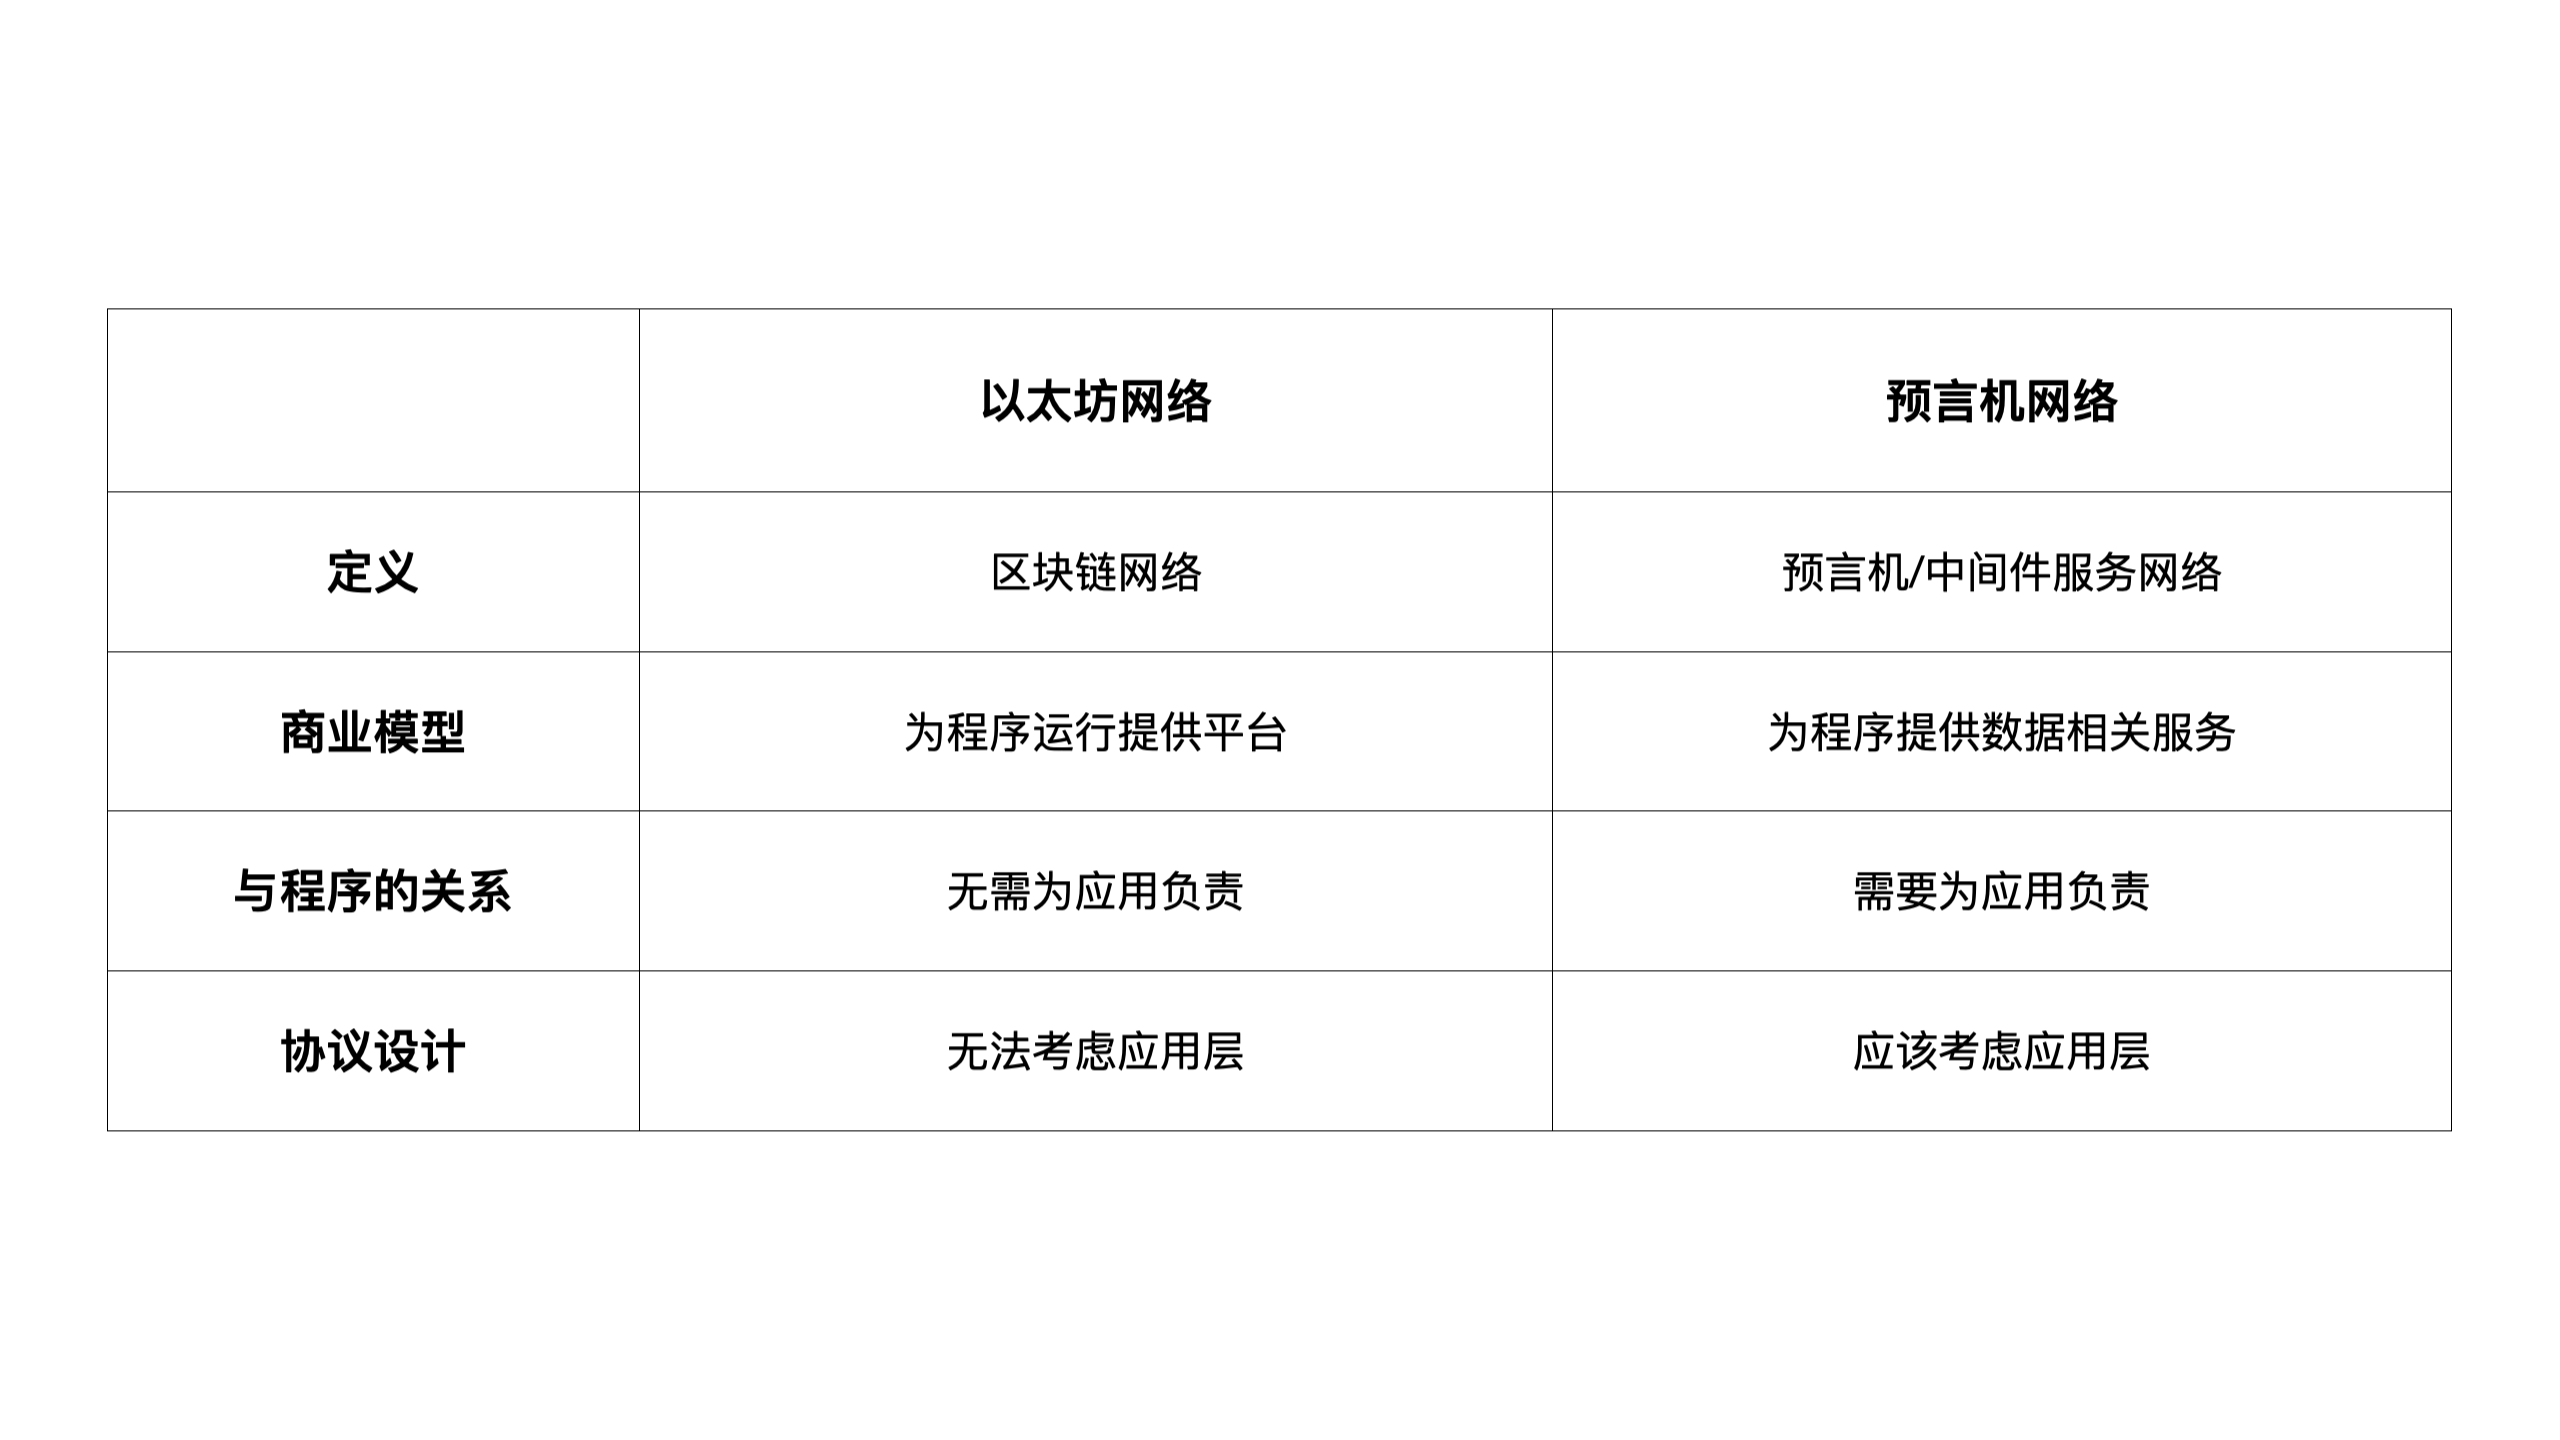 以太坊网络 预言机网络
定义 区块链网络 预言机/中间件服务网络
商业模型 为程序运行提供平台 为程序提供数据相关服务
与程序的关系 无需为应用负责 需要为应用负责
协议设计 无法考虑应用层 应该考虑应用层